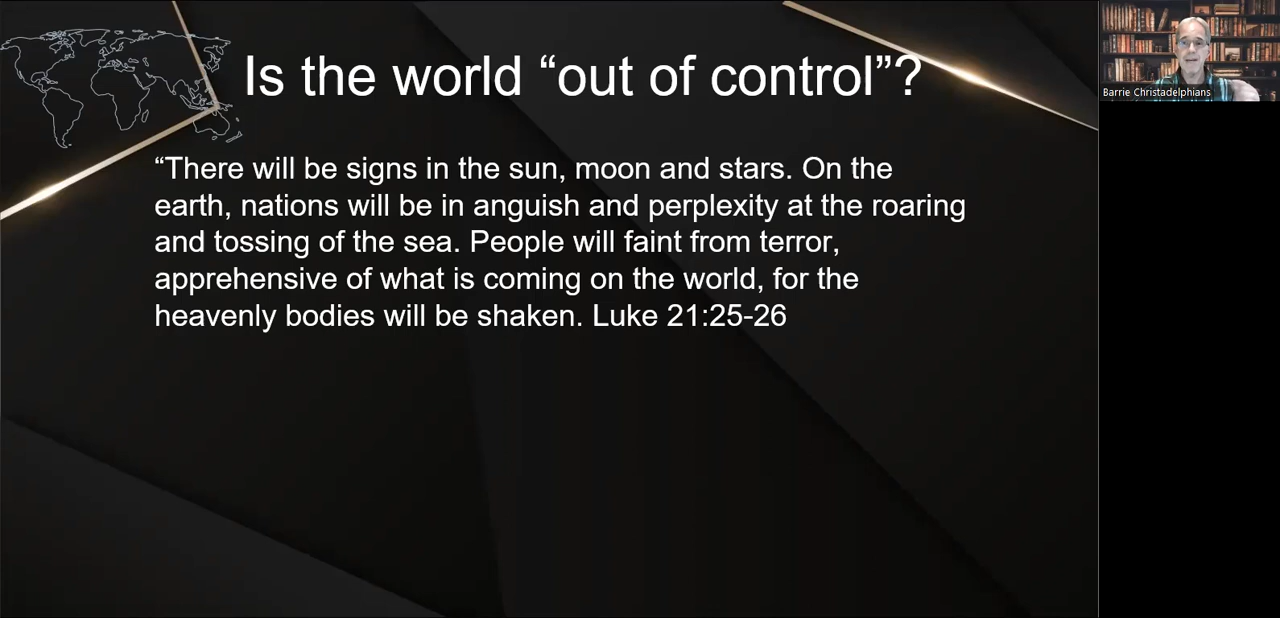 Is the world “out of control”?
“There will be signs in the sun, moon and stars. On the
earth, nations will be in anguish and perplexity at the roaring
and tossing of the sea. People will faint from terror,
apprehensive of what is coming on the world, for the
heavenly bodies will be shaken. Luke 21:25-26
Barrie Christadelphians